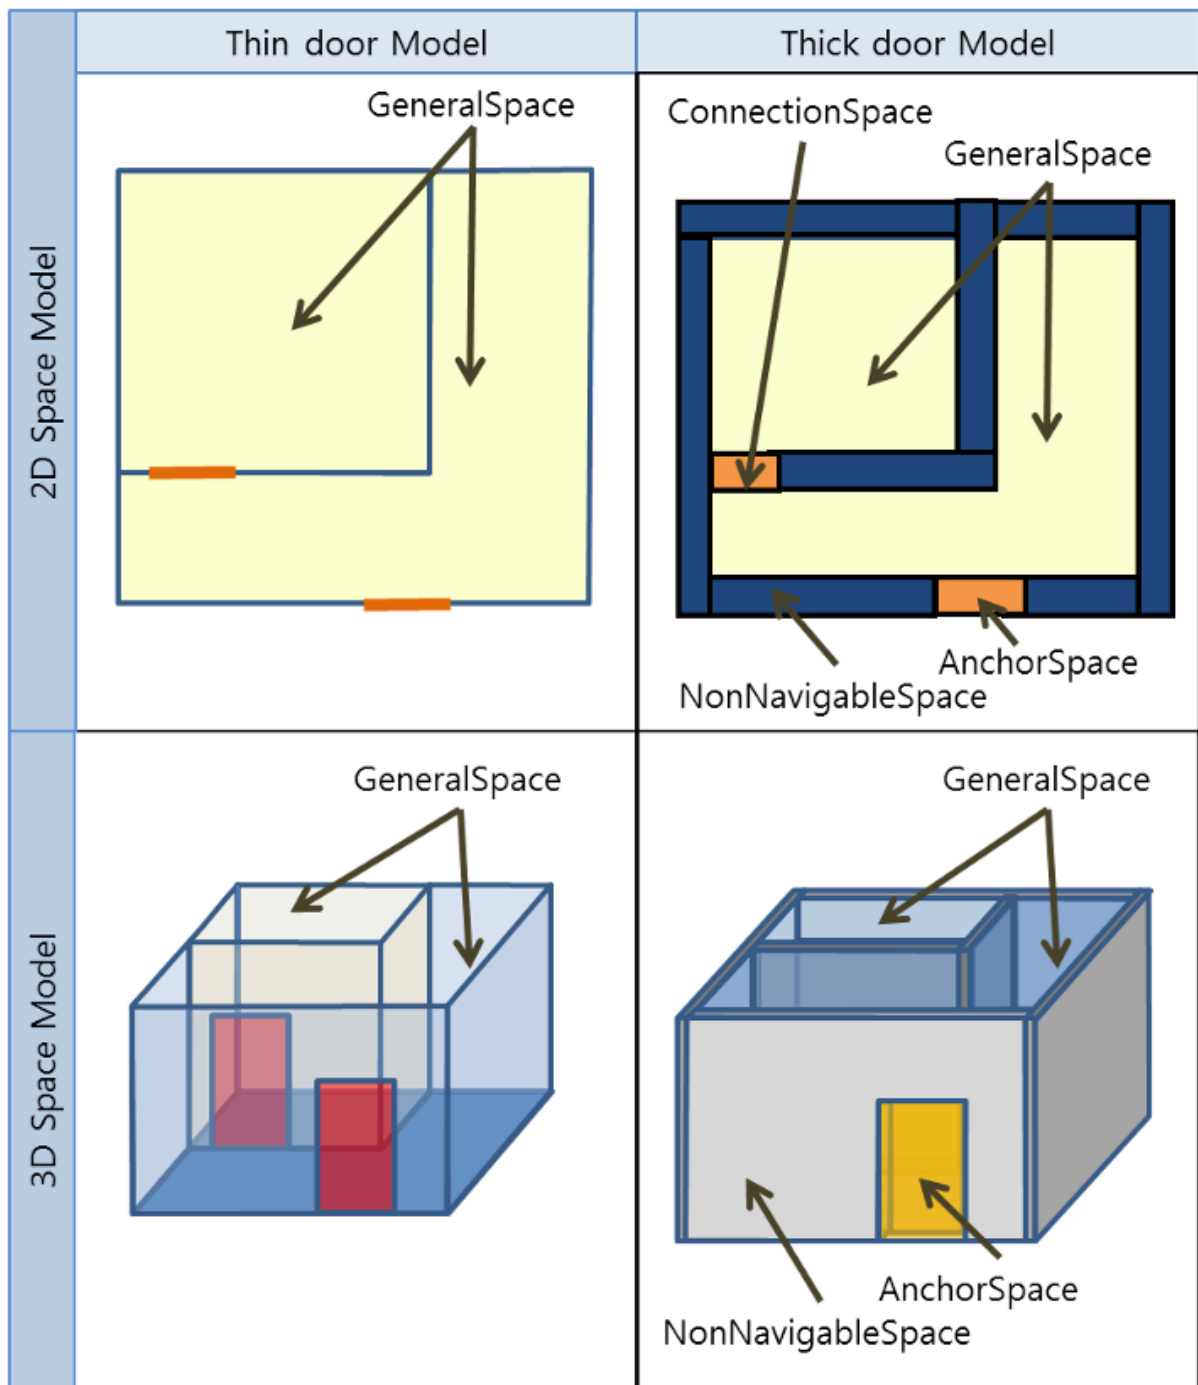 Thin door Model
Thick door Model
2D Space Model
GeneralSpace
ConnectionSpace
GeneralSpace
AnchorSpace
NonNavigableSpace
3D Space Model
GeneralSpace
GeneralSpace
AnchorSpace
NonNavigableSpace